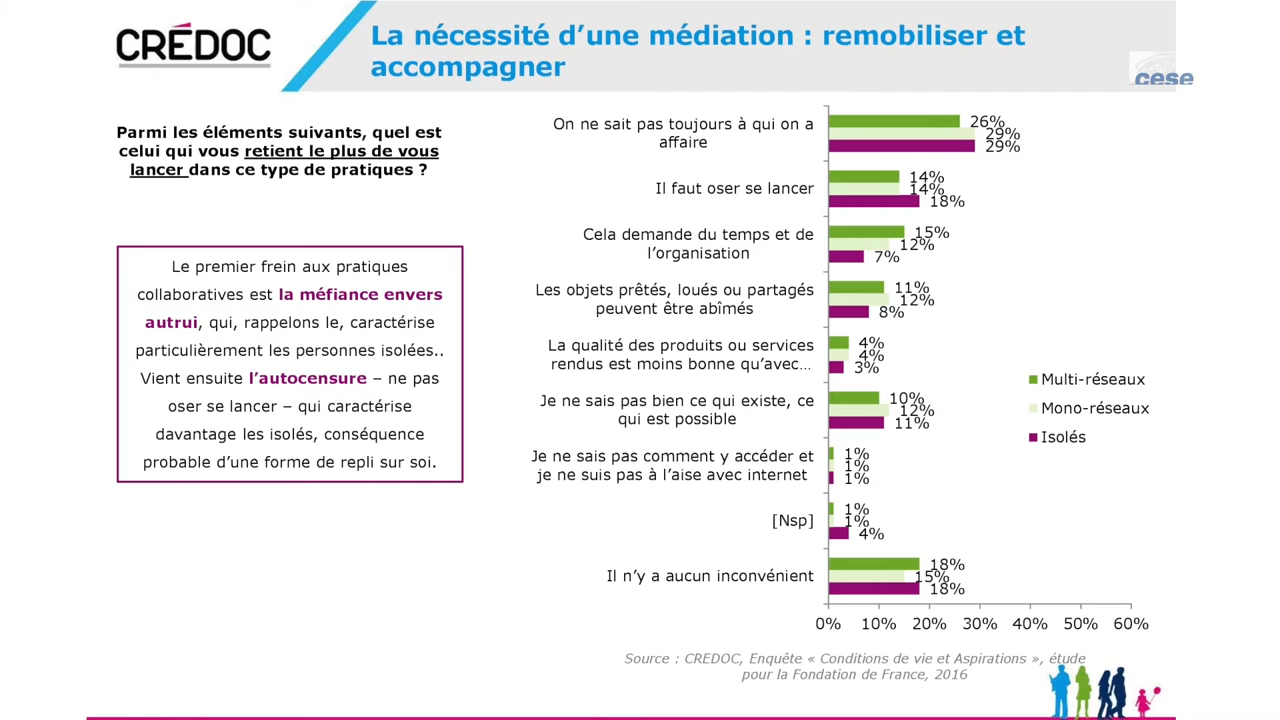 CRÉDOC
La nécessité d’une médiation : remobiliser et
accompagner
cese
Parmi les éléments suivants, quel est
celui qui vous retient le plus de vous
lancer dans ce type de pratiques ?
Le premier frein aux pratiques
collaboratives est la méfiance envers
autrui, qui, rappelons le, caractérise
particulièrement les personnes isolées..
Vient ensuite l’autocensure – ne pas
oser se lancer – qui caractérise
davantage les isolés, conséquence
probable d’une forme de repli sur soi.
On ne sait pas toujours à qui on a
affaire
26%
29%
29%
Il faut oser se lancer
14%
14%
18%
Cela demande du temps et de
l’organisation
15%
12%
7%
Les objets prêtés, loués ou partagés
peuvent être abîmés
11%
12%
8%
La qualité des produits ou services
rendus est moins bonne qu’avec…
4%
4%
3%
Je ne sais pas bien ce qui existe, ce
qui est possible
10%
12%
11%
Je ne sais pas comment y accéder et
je ne suis pas à l’aise avec internet
1%
1%
1%
[Nsp]
1%
1%
4%
Il n’y a aucun inconvénient
18%
15%
18%
0% 10% 20% 30% 40% 50% 60%
Multi-réseaux
Mono-réseaux
Isolés
Source : CREDOC, Enquête « Conditions de vie et Aspirations », étude
pour la Fondation de France, 2016